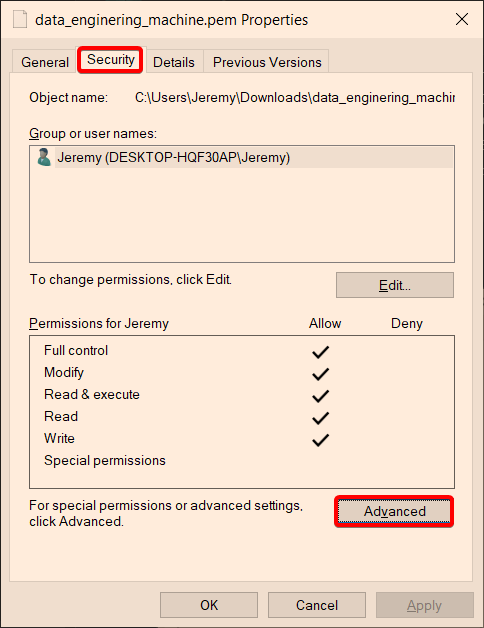 data_enginering_machine.pem Properties
General Security Details Previous Versions
Object name: C:\Users\Jeremy\Downloads\data_enginering_machin
Group or user names:
Jeremy (DESKTOP-HQF30AP\Jeremy)
To change permissions, click Edit.
Edit...
Permissions for Jeremy Allow Deny
Full control
Modify
Read & execute
Read
Write
Special permissions
For special permissions or advanced settings,
click Advanced.
Advanced
OK Cancel Apply